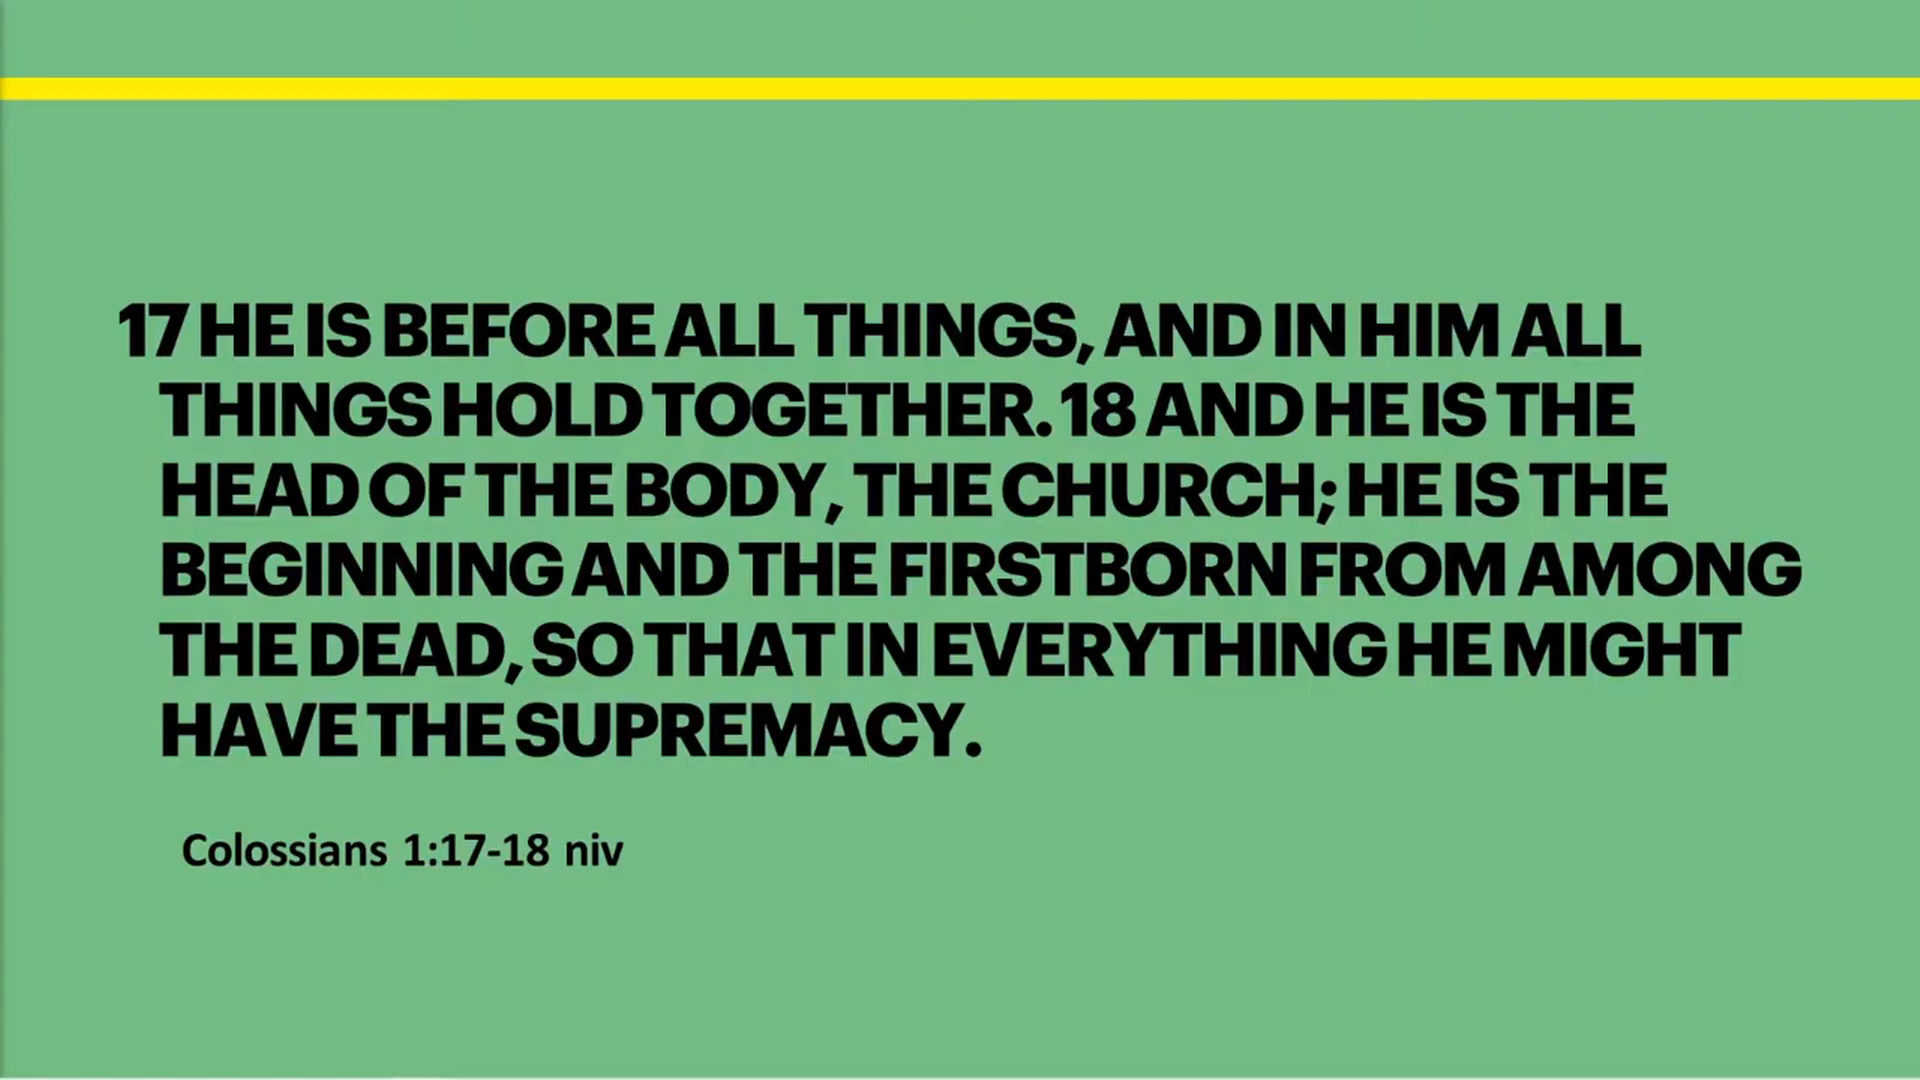 17 HE IS BEFORE ALL THINGS, AND IN HIM ALL
THINGS HOLD TOGETHER. 18 AND HE IS THE
HEAD OF THE BODY, THE CHURCH; HE IS THE
BEGINNING AND THE FIRSTBORN FROM AMONG
THE DEAD, SO THAT IN EVERYTHING HE MIGHT
HAVE THE SUPREMACY.
Colossians 1:17-18 niv